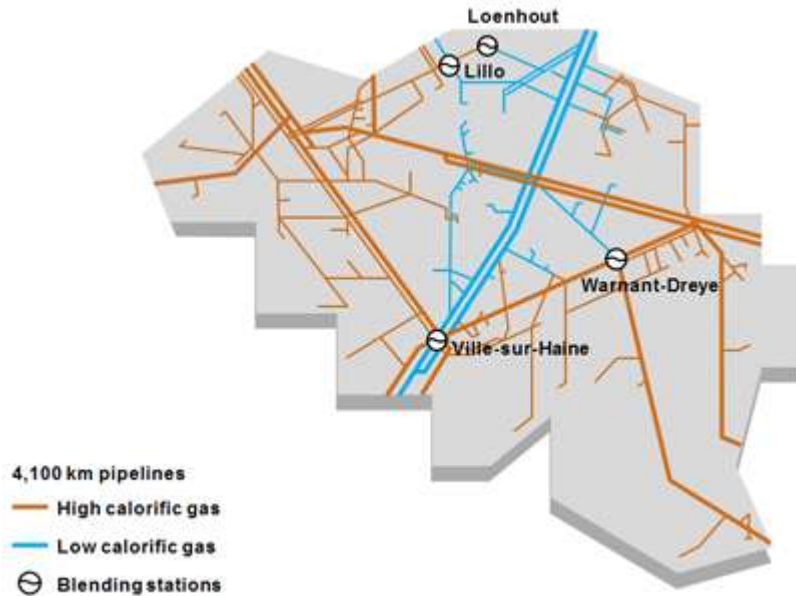 Loenhout
Lillo
Warnant-Dreye
Ville-sur-Haine
4,100 km pipelines
High calorific gas
Low calorific gas
Blending stations